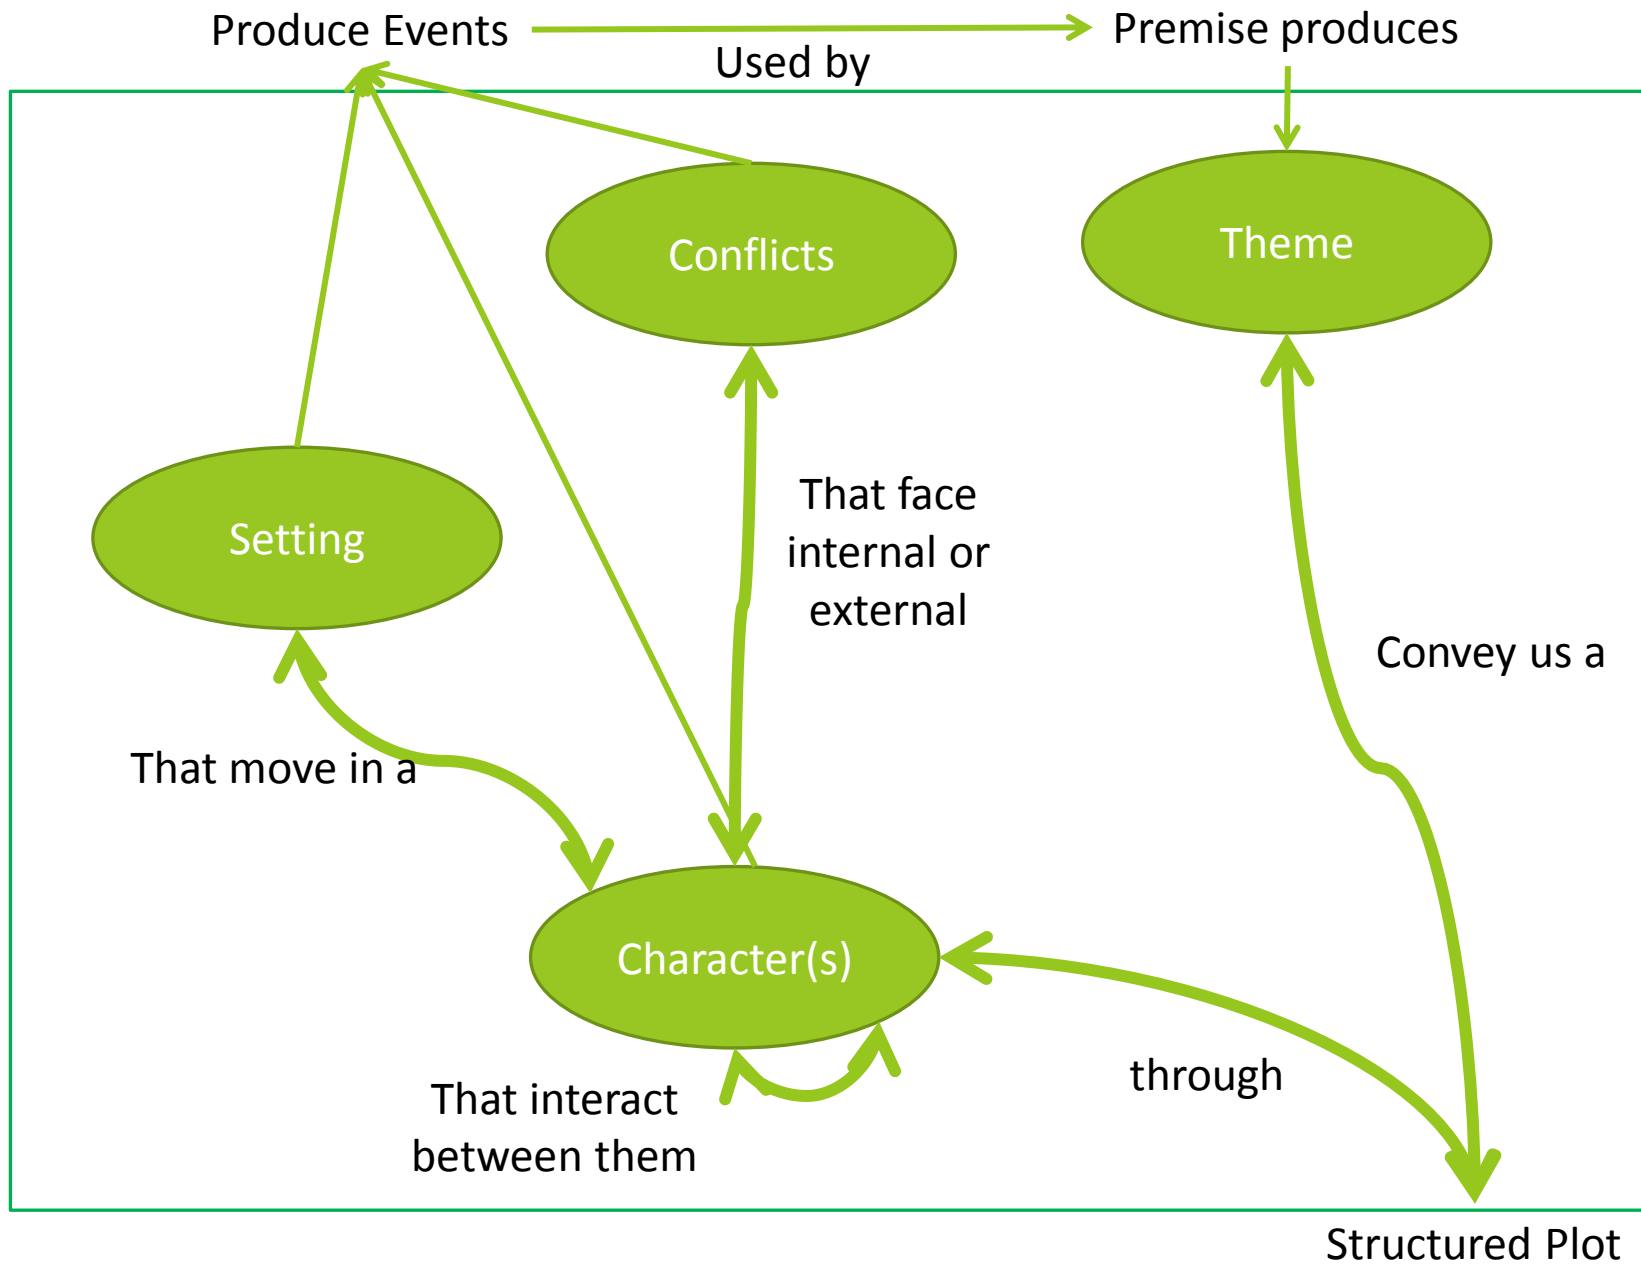 Produce Events
Used by
Premise produces
Conflicts
Theme
Setting
That face
internal or
external
Convey us a
That move in a
Character(s)
through
That interact
between them
Structured Plot